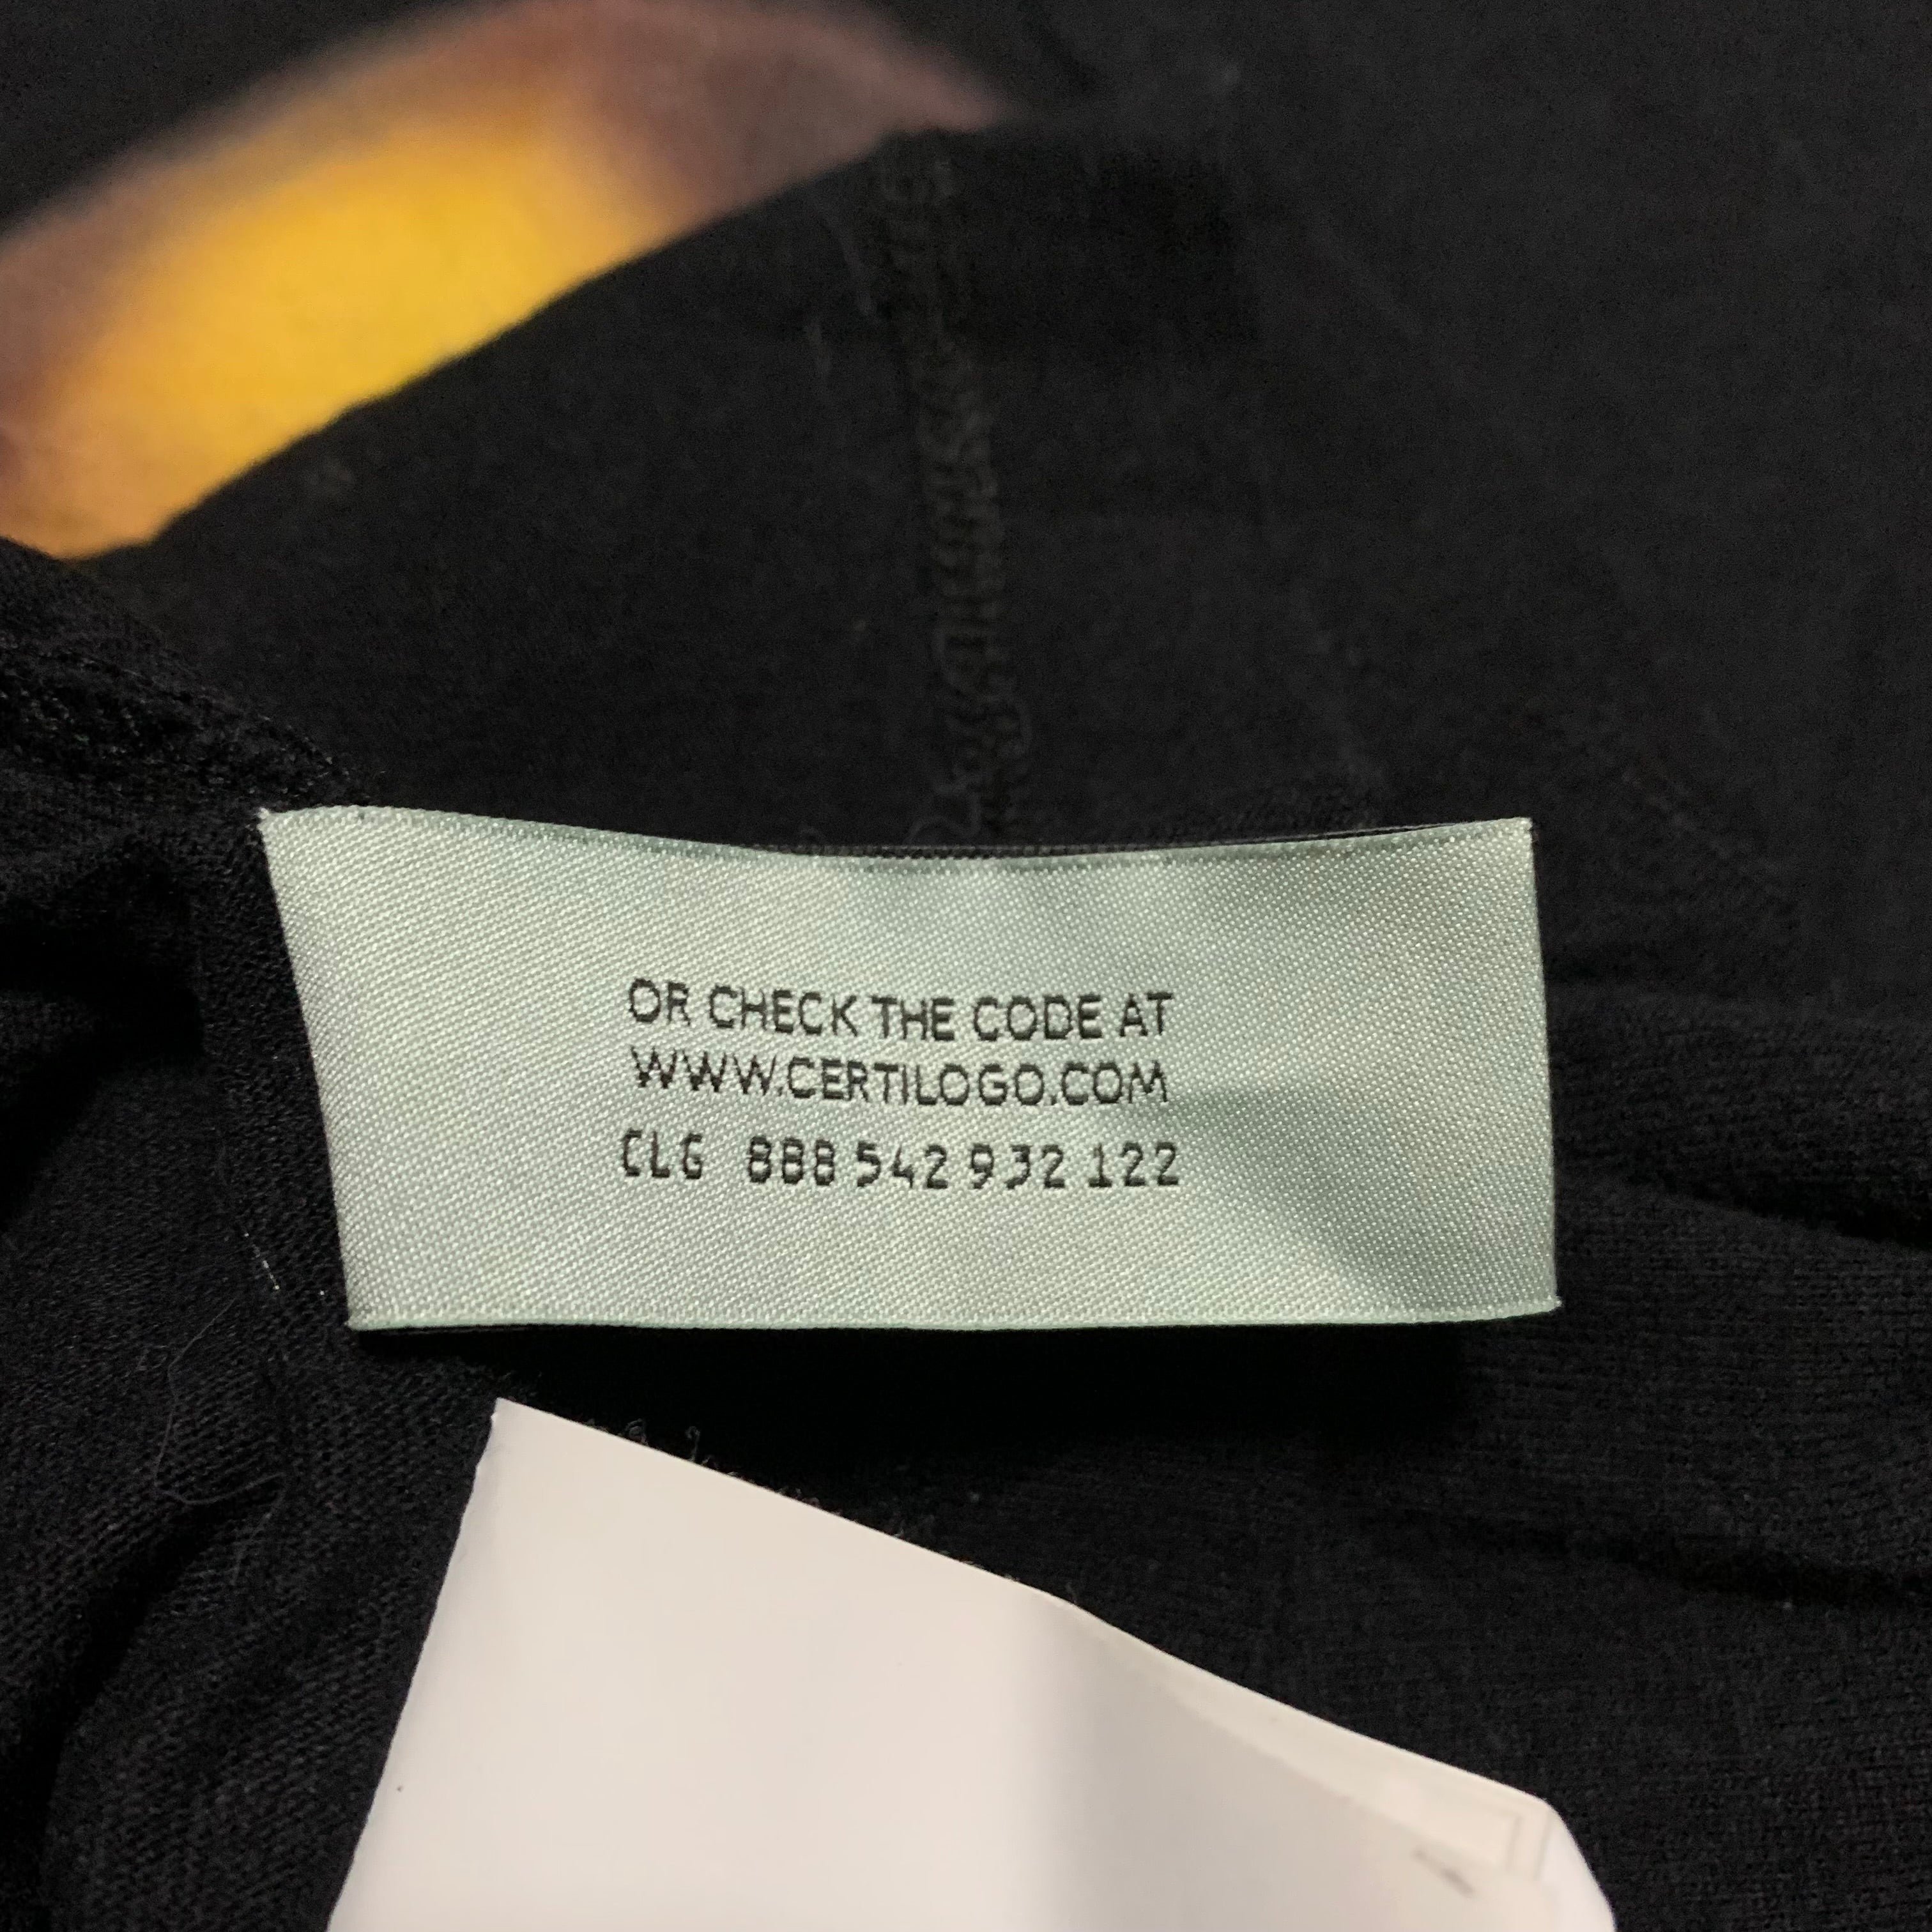 OR CHECK THE CODE AT
WWW.CERTILOGO.COM
CLG 888 542 932 122